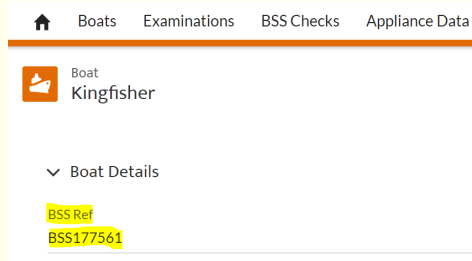 Boats Examinations BSS Checks Appliance Data
Boat
Kingfisher
Boat Details
BSS Ref
BSS177561